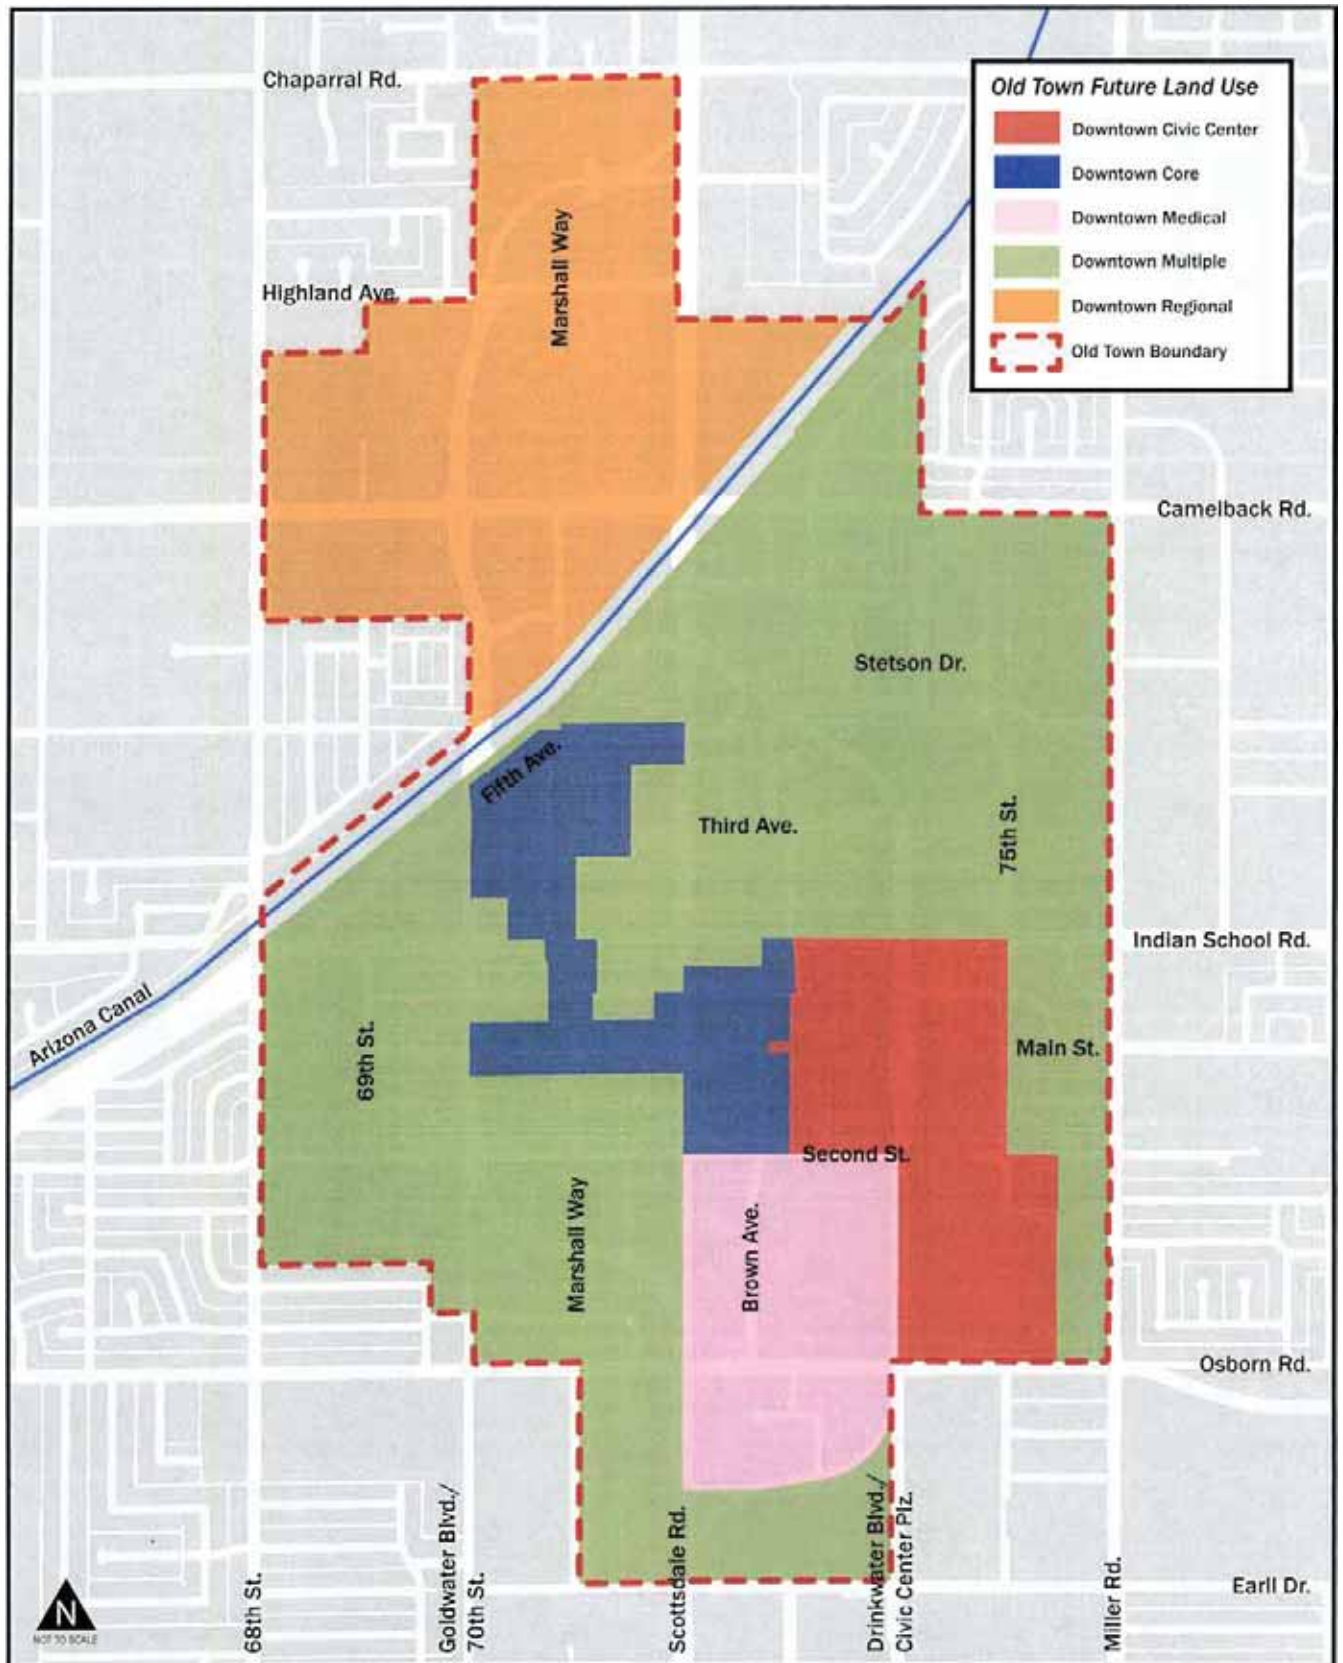 Chaparral Rd.
Old Town Future Land Use
Downtown Civic Center
Downtown Core
Downtown Medical
Downtown Multiple
Downtown Regional
Old Town Boundary
Marshall Way
Highland Ave.
Camelback Rd.
Stetson Dr.
Fifth Ave.
Third Ave.
75th St.
Indian School Rd.
Arizona Canal
69th St.
Main St.
Second St.
Marshall Way
Brown Ave.
Osborn Rd.
68th St.
Goldwater Blvd./
70th St.
Scottsdale Rd.
Drinkwater Blvd./
Civic Center Plz.
Miller Rd.
Earll Dr.
N
NOT TO SCALE